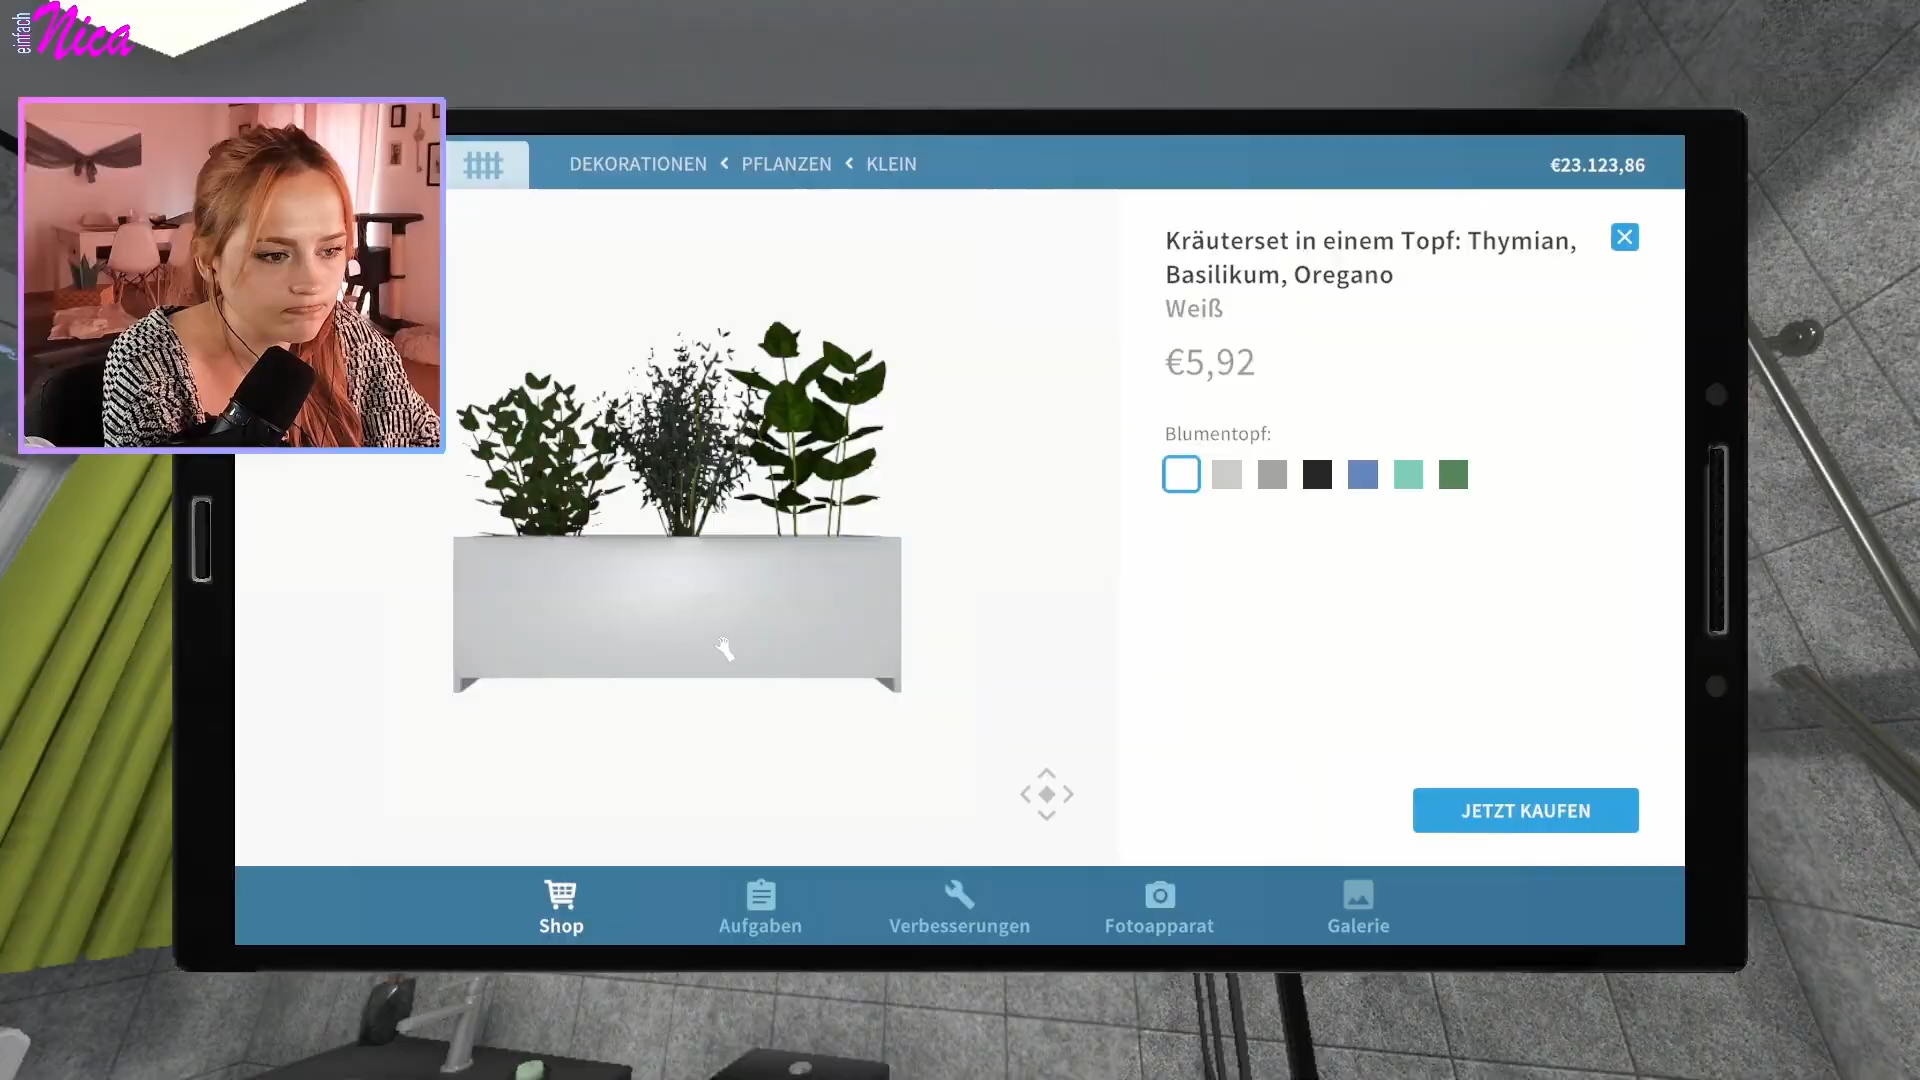 einfach
Nica
DEKORATIONEN < PFLANZEN < KLEIN
€23.123,86
Kräuterset in einem Topf: Thymian,
Basilikum, Oregano
Weiß
€5,92
Blumentopf:
JETZT KAUFEN
Shop
Aufgaben
Verbesserungen
Fotoapparat
Galerie